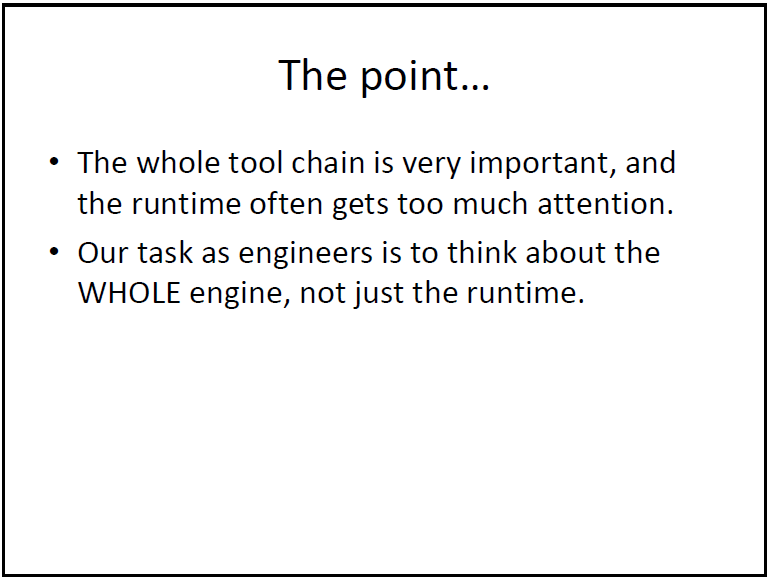 The point…
• The whole tool chain is very important, and
the runtime often gets too much attention.
• Our task as engineers is to think about the
WHOLE engine, not just the runtime.